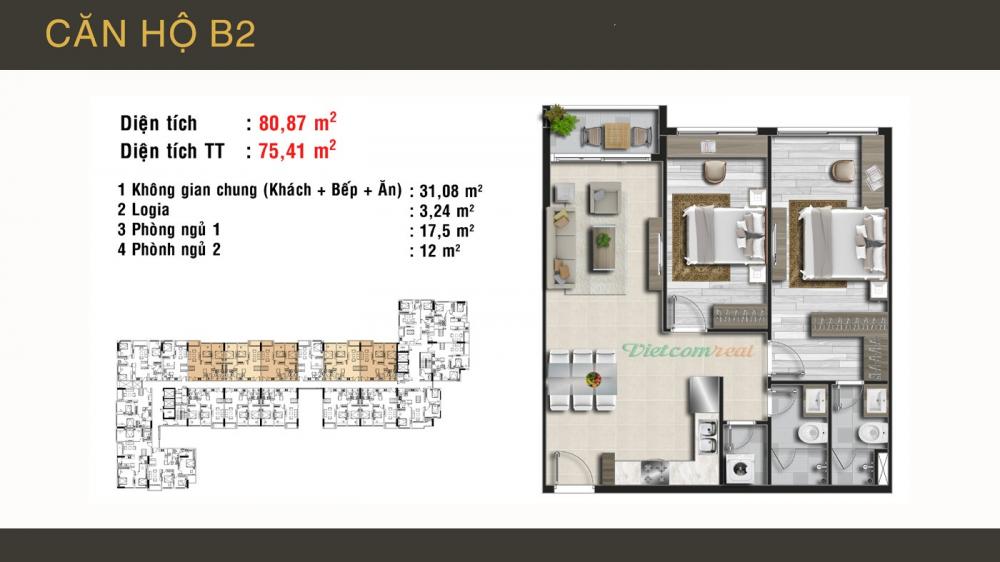 CĂN HỘ B2
Diện tích : 80,87 m²
Diện tích TT : 75,41 m²
1 Không gian chung (Khách + Bếp + Ăn) : 31,08 m²
2 Logia : 3,24 m²
3 Phòng ngủ 1 : 17,5 m²
4 Phònh ngủ 2 : 12 m²
Vietcomreal